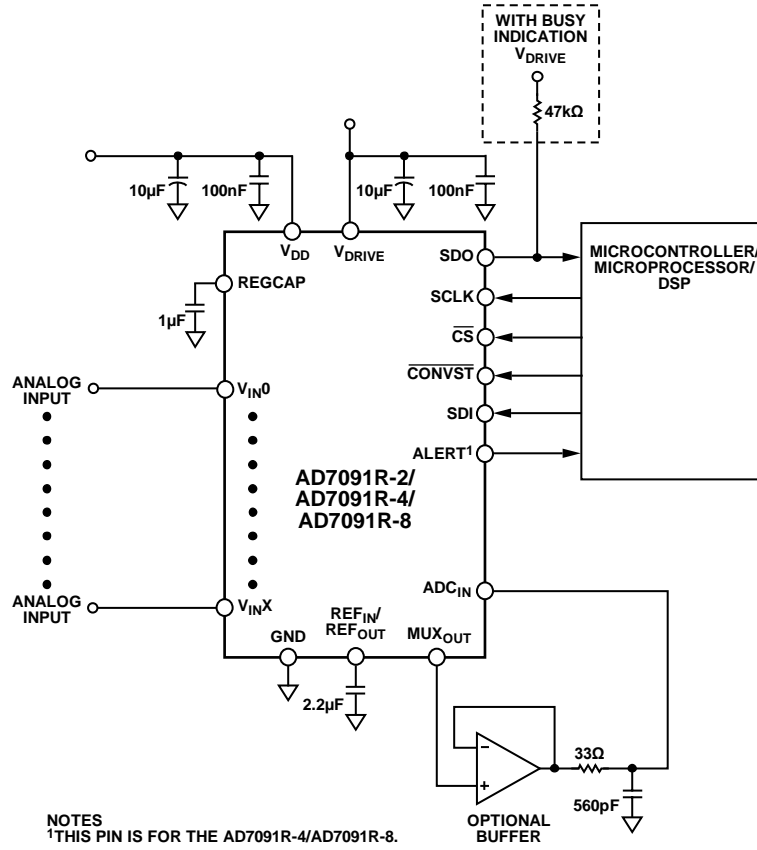 WITH BUSY
INDICATION
VDRIVE
47kΩ
10µF
100nF
10µF
100nF
VDD
VDRIVE
REGCAP
1µF
SDO
SCLK
CS
CONVST
SDI
ALERT1
MICROCONTROLLER/
MICROPROCESSOR/
DSP
ANALOG
INPUT
VIN0
AD7091R-2/
AD7091R-4/
AD7091R-8
ANALOG
INPUT
VINX
ADCIN
GND
REFIN/
REFOUT
MUXOUT
2.2µF
33Ω
560pF
OPTIONAL
BUFFER
NOTES
1THIS PIN IS FOR THE AD7091R-4/AD7091R-8.